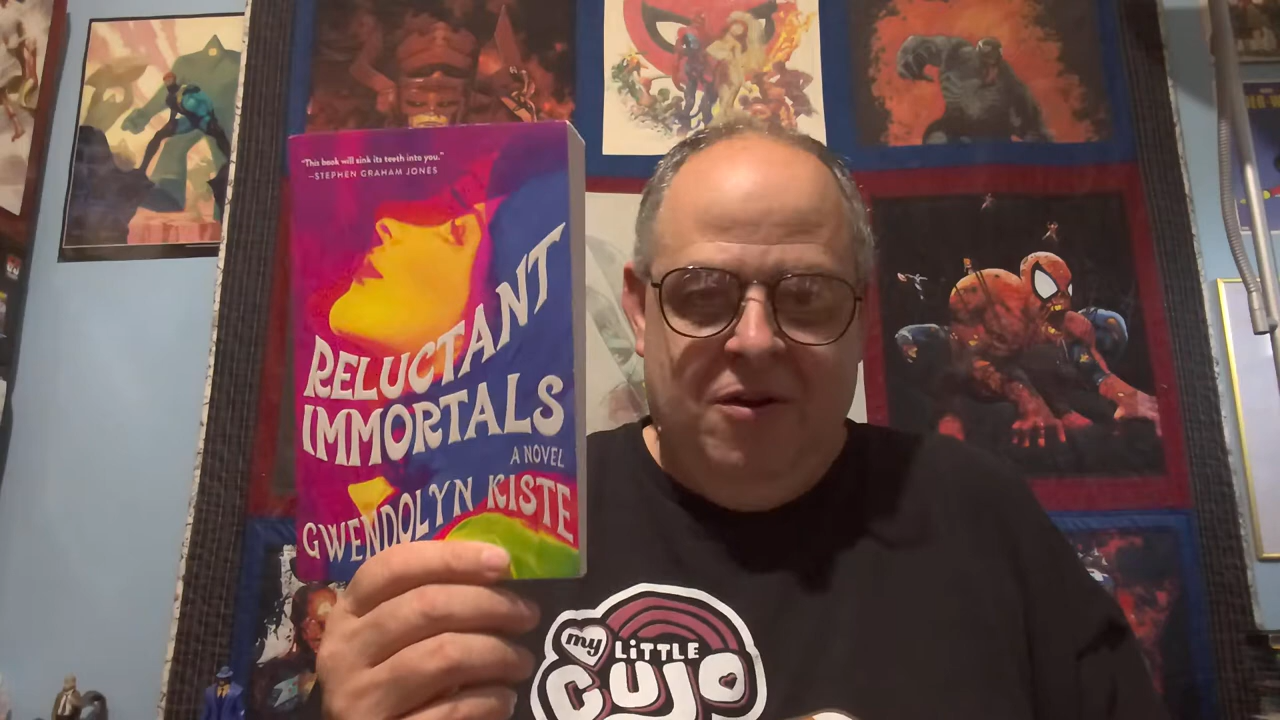 “This book will sink its teeth into you.”
—STEPHEN GRAHAM JONES
RELUCTANT
IMMORTALS
A NOVEL
GWENDOLYN KISTE
my
LiTTLE
CUJO